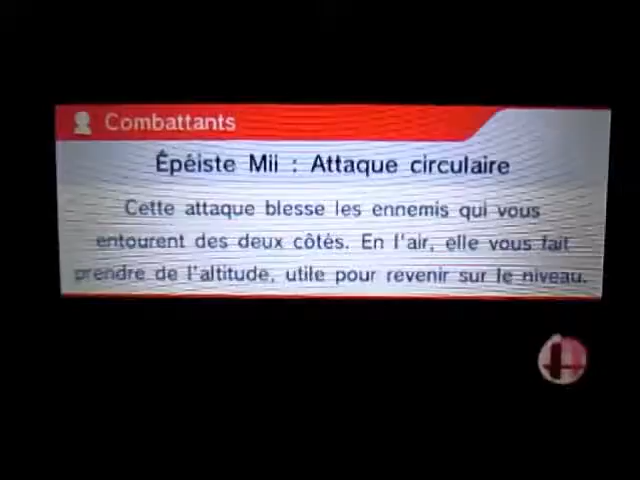 Combattants
Épéiste Mii : Attaque circulaire
Cette attaque blesse les ennemis qui vous
entourent des deux côtés. En l'air, elle vous fait
prendre de l'altitude, utile pour revenir sur le niveau.